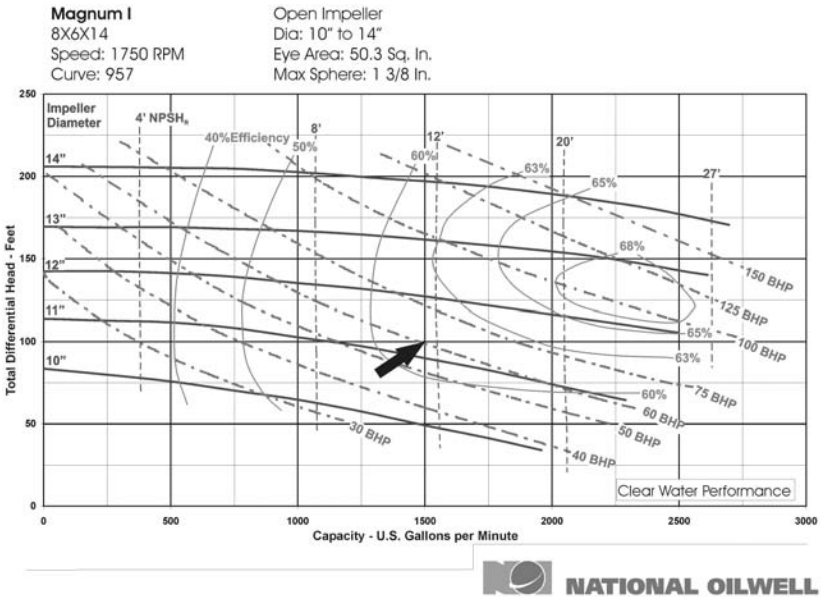 Magnum I
8X6X14
Speed: 1750 RPM
Curve: 957
Open Impeller
Dia: 10" to 14"
Eye Area: 50.3 Sq. In.
Max Sphere: 1 3/8 In.
250
200
150
100
50
0
Total Differential Head - Feet
Impeller
Diameter
14"
13"
12"
11"
10"
4' NPSHR
8'
12'
20'
27'
40%Efficiency
50%
60%
63%
65%
68%
65%
63%
60%
150 BHP
125 BHP
100 BHP
75 BHP
60 BHP
50 BHP
40 BHP
30 BHP
Clear Water Performance
0
500
1000
1500
2000
2500
3000
Capacity - U.S. Gallons per Minute
NATIONAL OILWELL